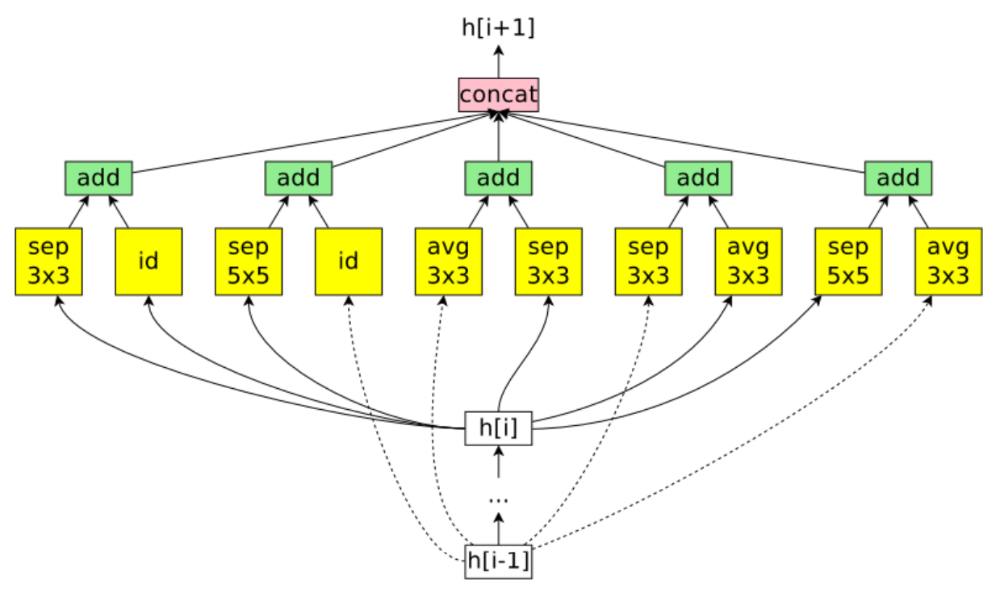 h[i+1]
concat
add
add
add
add
add
sep
3x3
id
sep
5x5
id
avg
3x3
sep
3x3
sep
3x3
avg
3x3
sep
5x5
avg
3x3
h[i]
...
h[i-1]